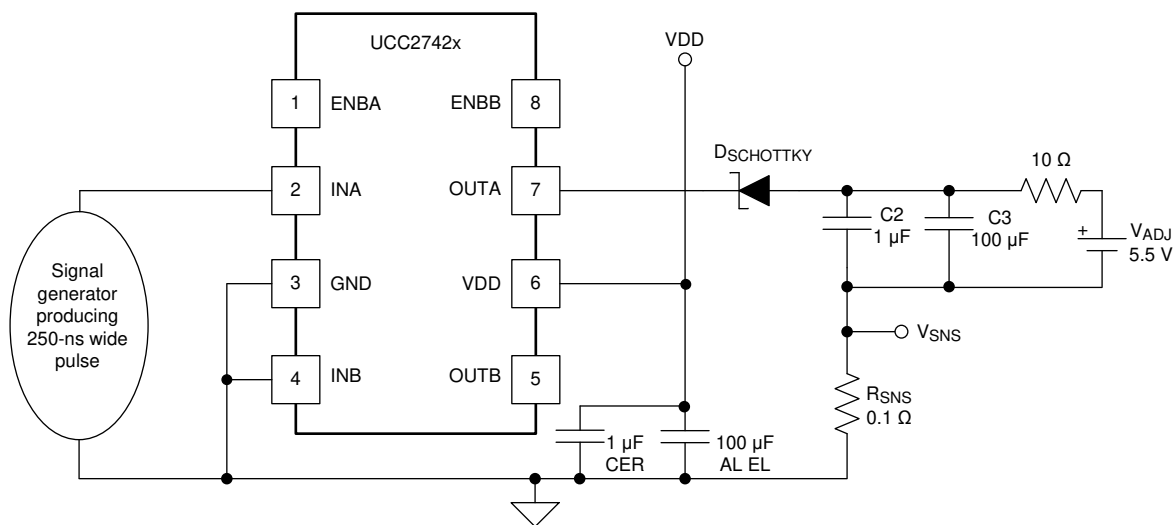 UCC2742x
VDD
1 ENBA ENBB 8
DSCHOTTKY
10 Ω
2 INA OUTA 7
C2
1 µF
C3
100 µF
+
VADJ
5.5 V
Signal
generator
producing
250-ns wide
pulse
3 GND VDD 6
VSNS
4 INB OUTB 5
RSNS
0.1 Ω
1 µF
CER
100 µF
AL EL